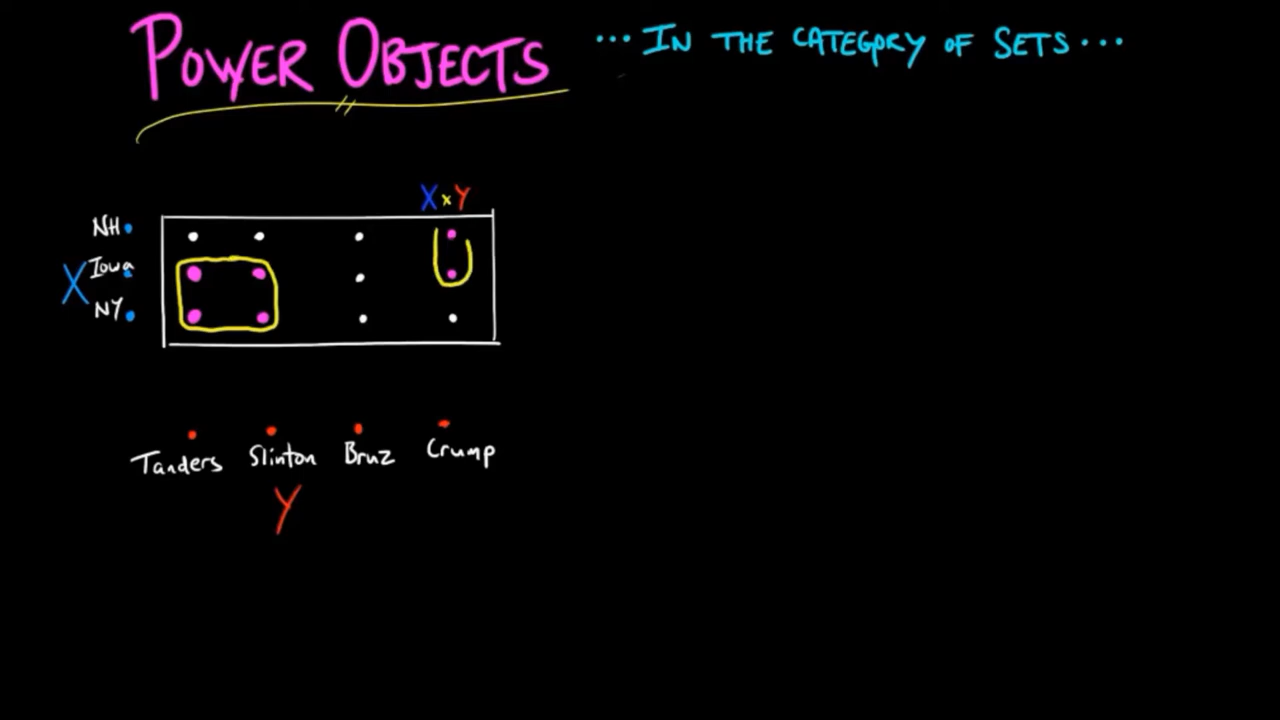 POWER OBJECTS ... IN THE CATEGORY OF SETS...
X x Y
NH
Iowa
X
NY
Tanders Slinton Bruz Crump
Y